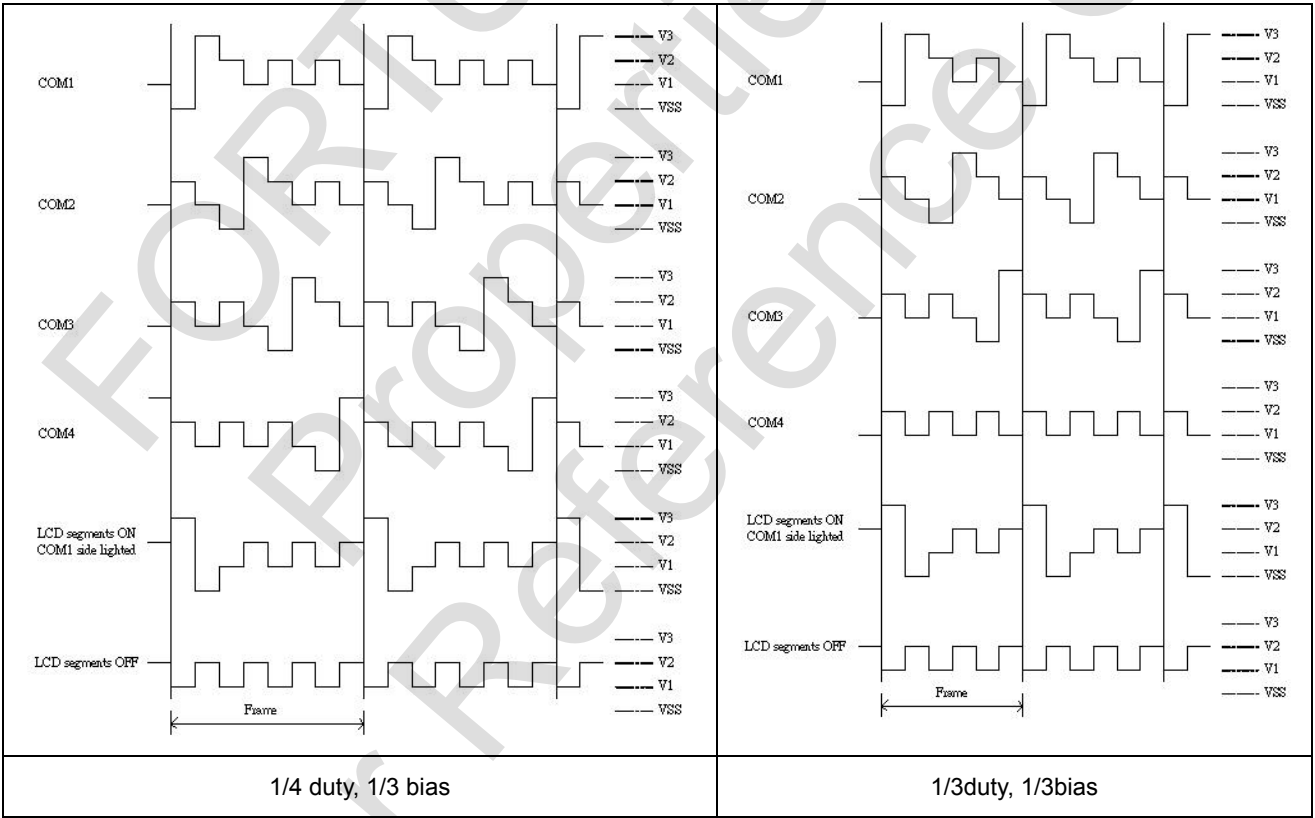 COM1
V3
V2
V1
VSS
COM2
V3
V2
V1
VSS
COM3
V3
V2
V1
VSS
COM4
V3
V2
V1
VSS
LCD segments ON
COM1 side lighted
V3
V2
V1
VSS
LCD segments OFF
V3
V2
V1
VSS
Frame
1/4 duty, 1/3 bias
COM1
V3
V2
V1
VSS
COM2
V3
V2
V1
VSS
COM3
V3
V2
V1
VSS
COM4
V3
V2
V1
VSS
LCD segments ON
COM1 side lighted
V3
V2
V1
VSS
LCD segments OFF
V3
V2
V1
VSS
Frame
1/3duty, 1/3bias